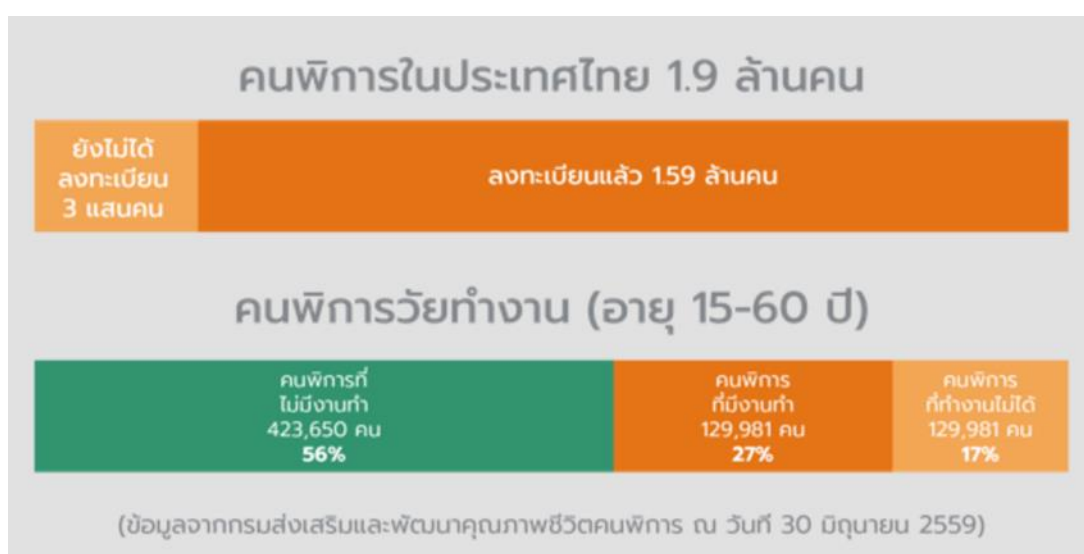 คนพิการในประเทศไทย 1.9 ล้านคน
ยังไม่ได้
ลงทะเบียน
3 แสนคน
ลงทะเบียนแล้ว 1.59 ล้านคน
คนพิการวัยทำงาน (อายุ 15-60 ปี)
คนพิการที่
ไม่มีงานทำ
423,650 คน
56%
คนพิการ
ที่มีงานทำ
129,981 คน
27%
คนพิการ
ที่ทำงานไม่ได้
129,981 คน
17%
(ข้อมูลจากกรมส่งเสริมและพัฒนาคุณภาพชีวิตคนพิการ ณ วันที่ 30 มิถุนายน 2559)